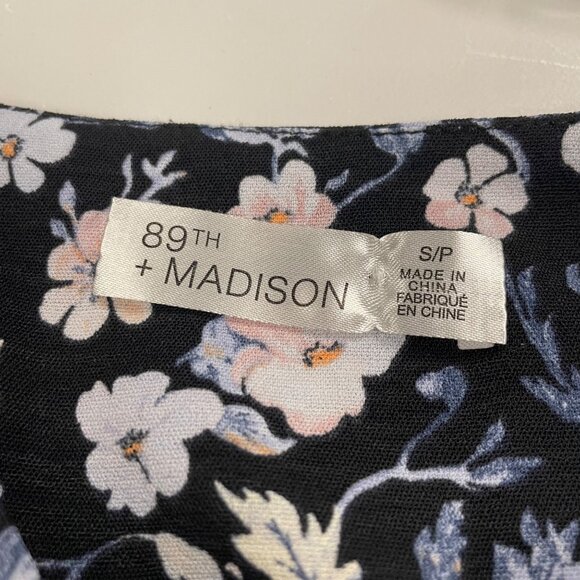 89TH
+ MADISON
S/P
MADE IN
CHINA
FABRIQUÉ
EN CHINE